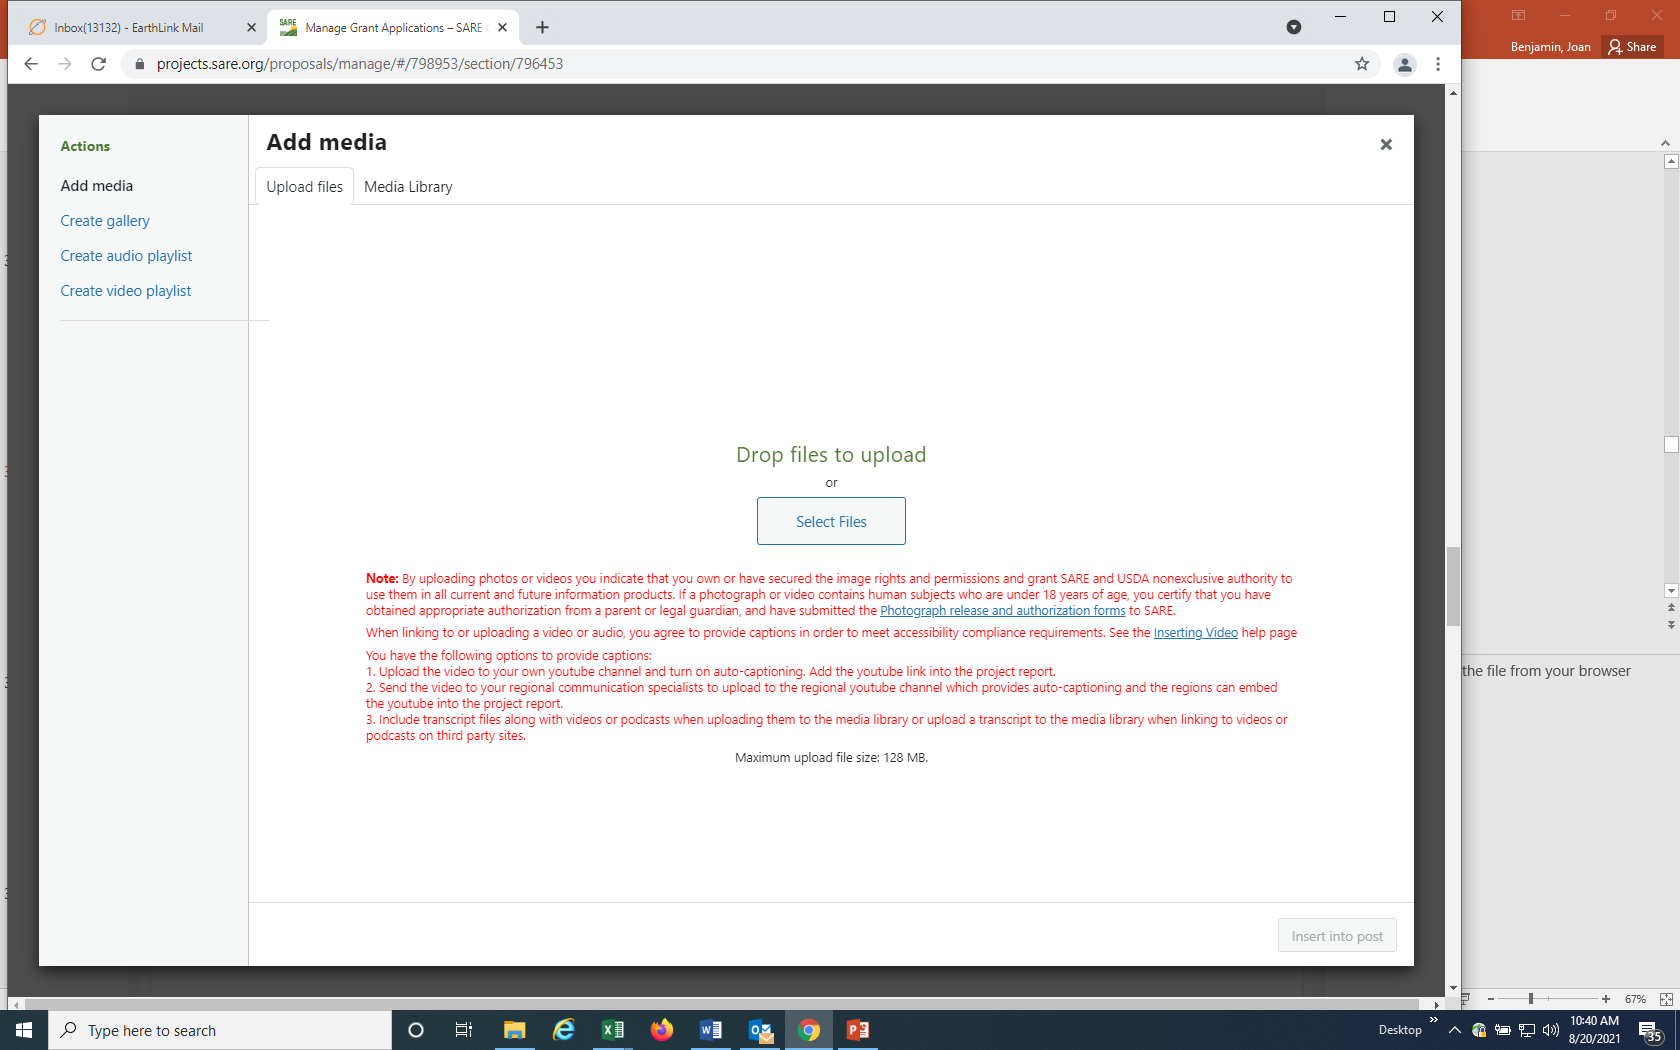 Inbox(13132) - EarthLink Mail
SARE
Manage Grant Applications – SARE
Benjamin, Joan
Share
projects.sare.org/proposals/manage/#/798953/section/796453
Actions
Add media
Create gallery
Create audio playlist
Create video playlist
Add media
Upload files
Media Library
Drop files to upload
or
Select Files
Note: By uploading photos or videos you indicate that you own or have secured the image rights and permissions and grant SARE and USDA nonexclusive authority to
use them in all current and future information products. If a photograph or video contains human subjects who are under 18 years of age, you certify that you have
obtained appropriate authorization from a parent or legal guardian, and have submitted the Photograph release and authorization forms to SARE.
When linking to or uploading a video or audio, you agree to provide captions in order to meet accessibility compliance requirements. See the Inserting Video help page
You have the following options to provide captions:
1. Upload the video to your own youtube channel and turn on auto-captioning. Add the youtube link into the project report.
2. Send the video to your regional communication specialists to upload to the regional youtube channel which provides auto-captioning and the regions can embed
the youtube into the project report.
3. Include transcript files along with videos or podcasts when uploading them to the media library or upload a transcript to the media library when linking to videos or
podcasts on third party sites.
Maximum upload file size: 128 MB.
Insert into post
the file from your browser
67%
Type here to search
Desktop
10:40 AM
8/20/2021
35